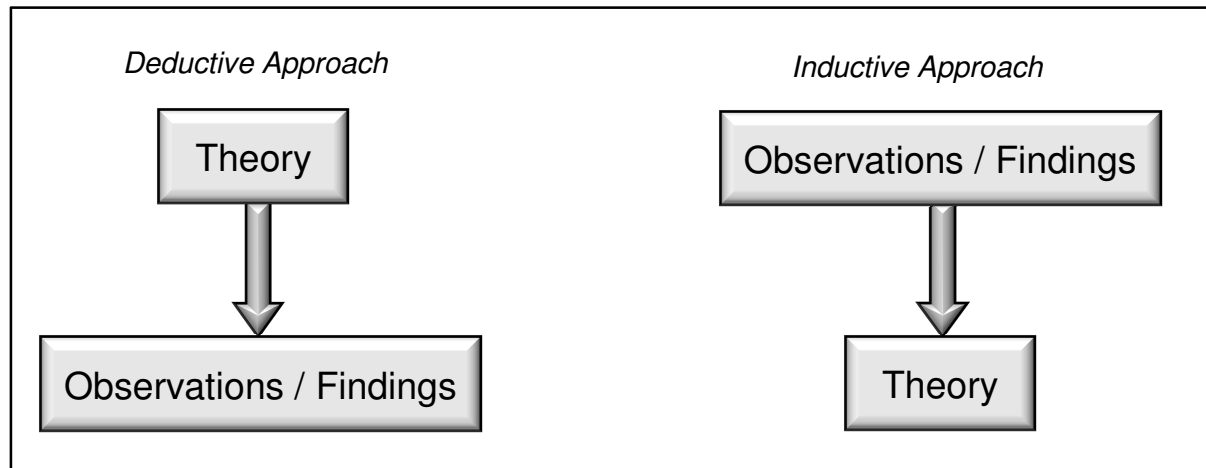 Deductive Approach
Theory
Observations / Findings
Inductive Approach
Observations / Findings
Theory